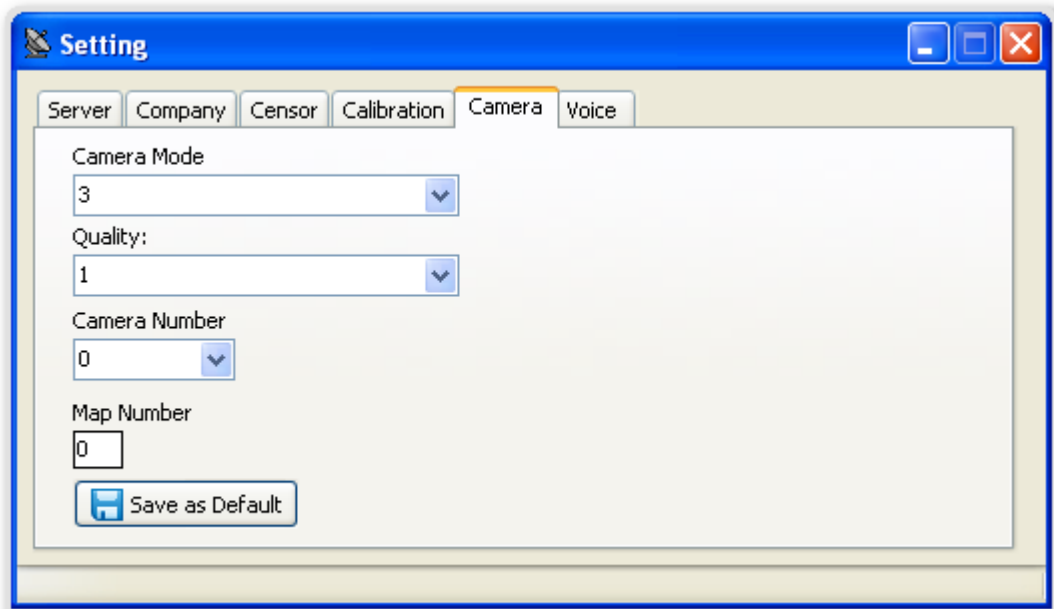 Setting
Server Company Censor Calibration Camera Voice
Camera Mode
3
Quality:
1
Camera Number
0
Map Number
0
Save as Default